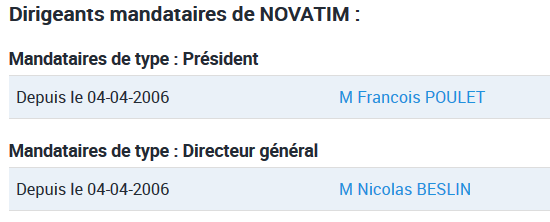 Dirigeants mandataires de NOVATIM :
Mandataires de type : Président
Depuis le 04-04-2006 M Francois POULET
Mandataires de type : Directeur général
Depuis le 04-04-2006 M Nicolas BESLIN